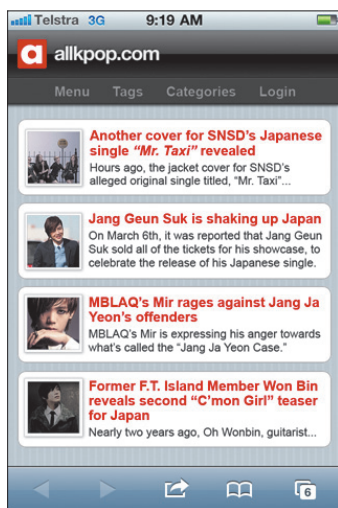 Telstra 3G 9:19 AM
a allkpop.com
Menu Tags Categories Login
Another cover for SNSD's Japanese
single "Mr. Taxi" revealed
Hours ago, the jacket cover for SNSD's
alleged original single titled, "Mr. Taxi"...
Jang Geun Suk is shaking up Japan
On March 6th, it was reported that Jang Geun
Suk sold all of the tickets for his showcase, to
celebrate the release of his Japanese single.
MBLAQ's Mir rages against Jang Ja
Yeon's offenders
MBLAQ's Mir is expressing his anger towards
what's called the "Jang Ja Yeon Case."
Former F.T. Island Member Won Bin
reveals second "C'mon Girl" teaser
for Japan
Nearly two years ago, Oh Wonbin, guitarist...
6